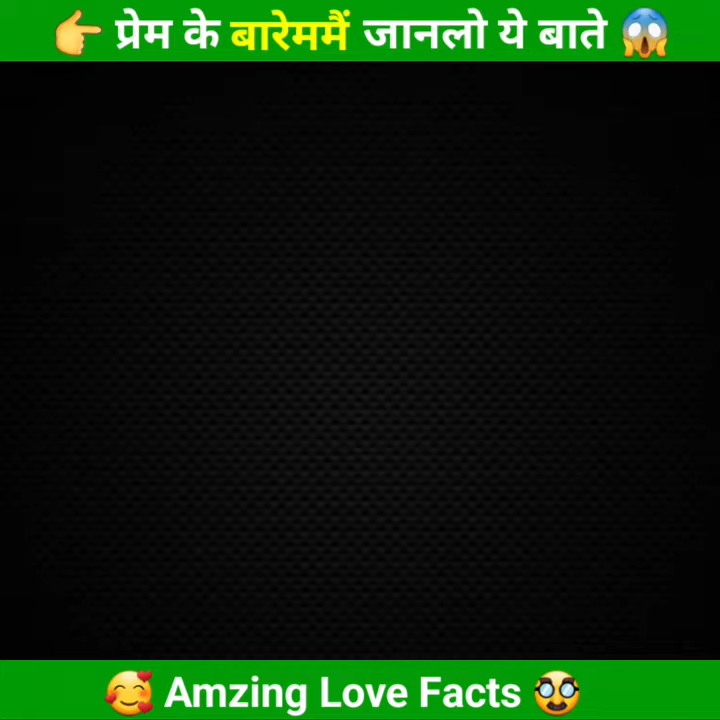 👉 प्रेम के बारेममैं जानलो ये बाते 😱
🥰 Amzing Love Facts 🥸